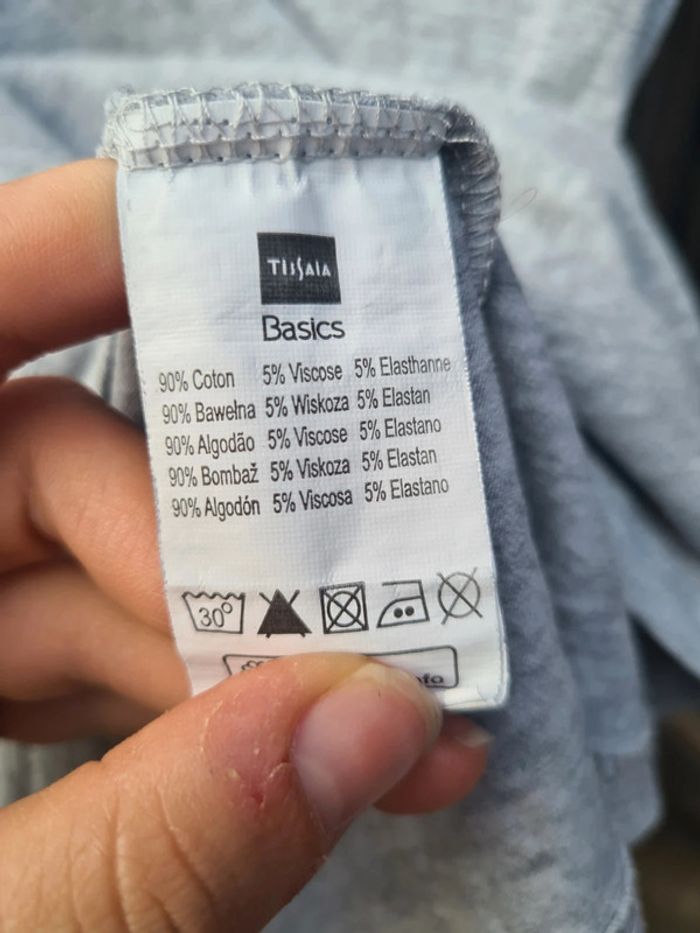 TISSAIA
Basics
90% Coton 5% Viscose 5% Elasthanne
90% Bawełna 5% Wiskoza 5% Elastan
90% Algodão 5% Viscose 5% Elastano
90% Bombaž 5% Viskoza 5% Elastan
90% Algodón 5% Viscosa 5% Elastano
30°